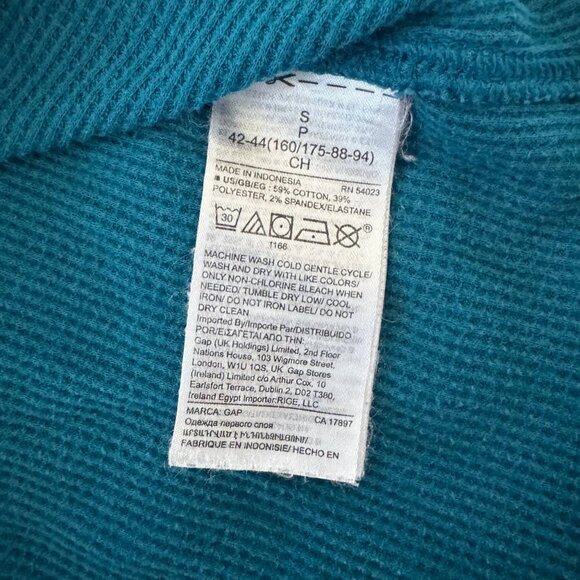 S
P
42-44(160/175-88-94)
CH
MADE IN INDONESIA RN 54023
■ US/GB/EG : 59% COTTON, 39%
POLYESTER, 2% SPANDEX/ELASTANE
30 ®
1166
MACHINE WASH COLD GENTLE CYCLE/
WASH AND DRY WITH LIKE COLORS/
ONLY NON-CHLORINE BLEACH WHEN
NEEDED/ TUMBLE DRY LOW/ COOL
IRON/ DO NOT IRON LABEL/ DO NOT
DRY CLEAN
Imported By/Importe Par/DISTRIBUIDO
POR/ΕΙΣΑΓΕΤΑΙ ΑΠΟ ΤΗΝ:
Gap (UK Holdings) Limited, 2nd Floor
Nations House, 103 Wigmore Street,
London, W1U 1QS, UK. Gap Stores
(Ireland) Limited c/o Arthur Cox, 10
Earlsfort Terrace, Dublin 2, D02 T380,
Ireland Egypt Importer:RICE, LLC
MARCA: GAP CA 17897
Одежда первого слоя
FABRIQUE EN INDONISIE/ HECHO EN